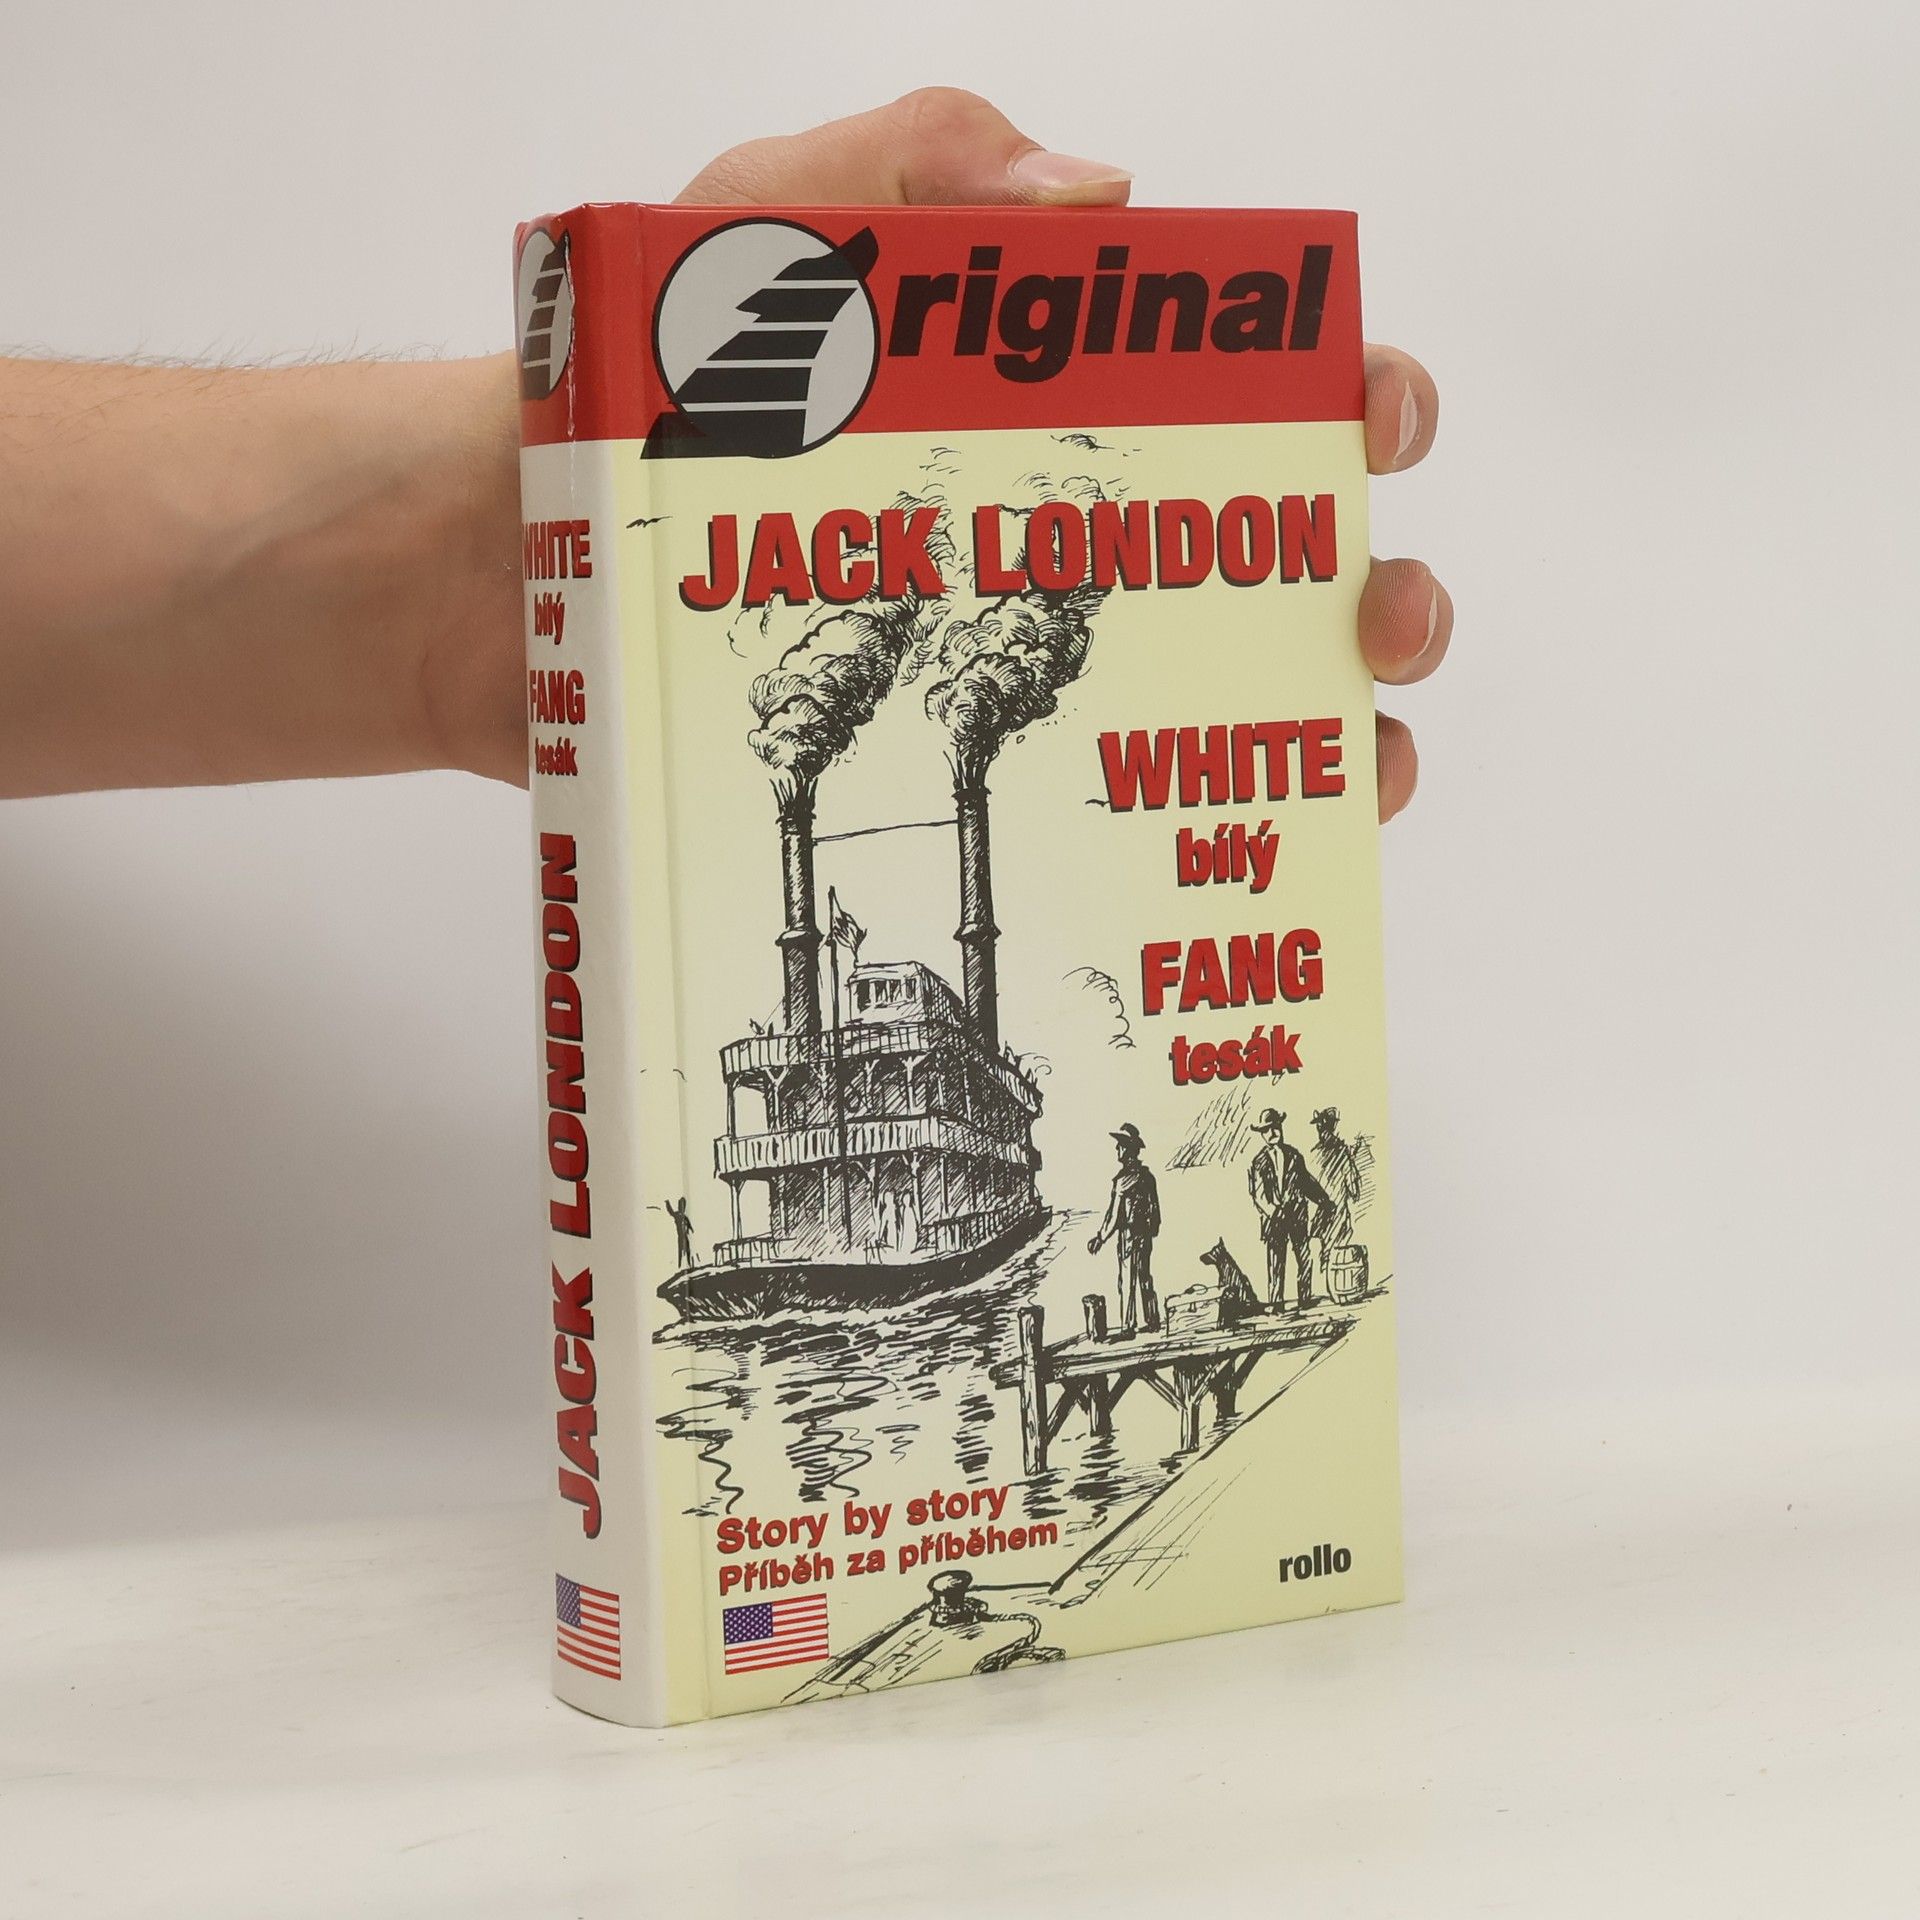 Original
JACK LONDON
WHITE
bílý
FANG
tesák
Story by story
Příběh za příběhem
rollo
WHITE
bílý
FANG
tesák
JACK LONDON